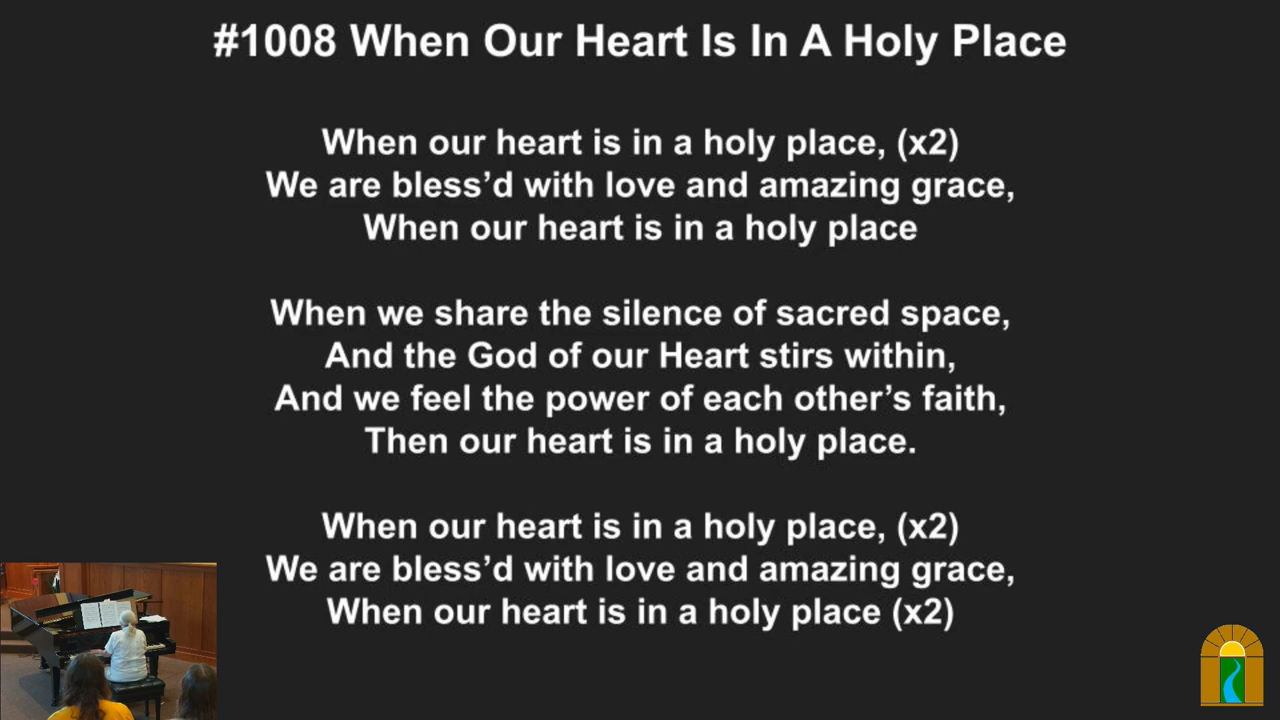 #1008 When Our Heart Is In A Holy Place
When our heart is in a holy place, (x2)
We are bless’d with love and amazing grace,
When our heart is in a holy place
When we share the silence of sacred space,
And the God of our Heart stirs within,
And we feel the power of each other’s faith,
Then our heart is in a holy place.
When our heart is in a holy place, (x2)
We are bless’d with love and amazing grace,
When our heart is in a holy place (x2)